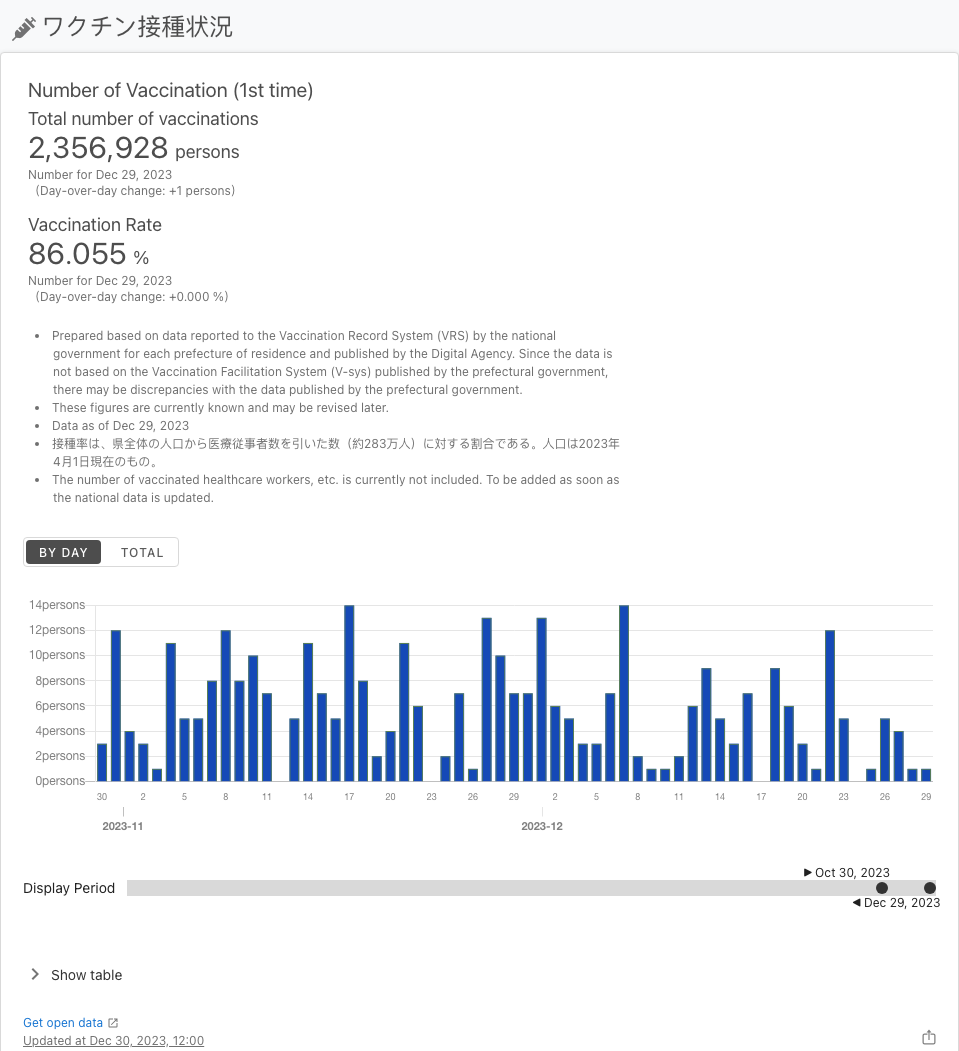 ワクチン接種状況
Number of Vaccination (1st time)
Total number of vaccinations
2,356,928 persons
Number for Dec 29, 2023
（Day-over-day change: +1 persons）
Vaccination Rate
86.055 %
Number for Dec 29, 2023
（Day-over-day change: +0.000 %）
• Prepared based on data reported to the Vaccination Record System (VRS) by the national
government for each prefecture of residence and published by the Digital Agency. Since the data is
not based on the Vaccination Facilitation System (V-sys) published by the prefectural government,
there may be discrepancies with the data published by the prefectural government.
• These figures are currently known and may be revised later.
• Data as of Dec 29, 2023
• 接種率は、県全体の人口から医療従事者数を引いた数（約283万人）に対する割合である。人口は2023年
4月1日現在のもの。
• The number of vaccinated healthcare workers, etc. is currently not included. To be added as soon as
the national data is updated.
BY DAY TOTAL
14persons
12persons
10persons
8persons
6persons
4persons
2persons
0persons
30 2 5 8 11 14 17 20 23 26 29 2 5 8 11 14 17 20 23 26 29
2023-11 2023-12
Oct 30, 2023
Display Period
Dec 29, 2023
Show table
Get open data
Updated at Dec 30, 2023, 12:00